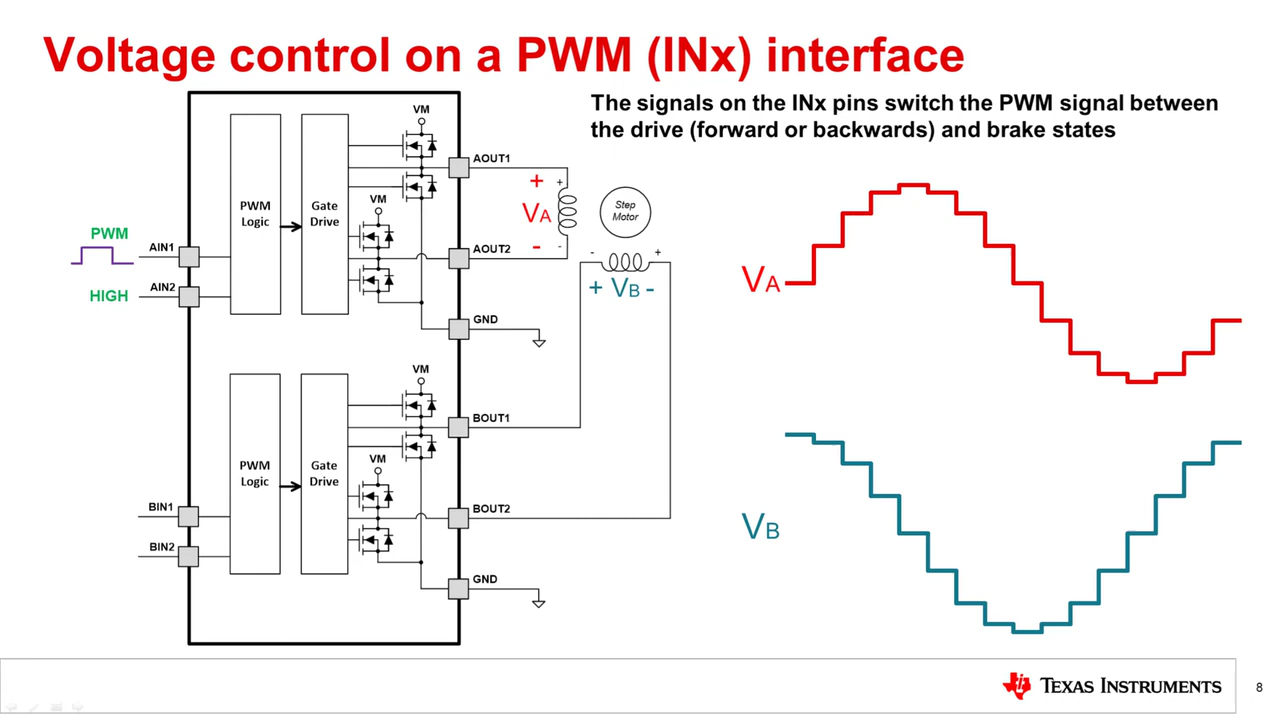 Voltage control on a PWM (INx) interface
The signals on the INx pins switch the PWM signal between
the drive (forward or backwards) and brake states
VM
AOUT1
PWM
Logic
Gate
Drive
VM
+
VA
-
+
-
Step
Motor
PWM
AIN1
AOUT2
HIGH
AIN2
- +
+ VB -
GND
VA
VM
BOUT1
PWM
Logic
Gate
Drive
VM
BIN1
BOUT2
BIN2
GND
VB
TEXAS INSTRUMENTS
8